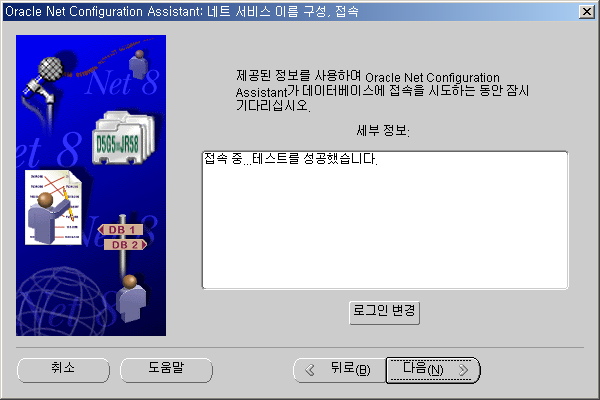 Oracle Net Configuration Assistant: 네트 서비스 이름 구성, 접속
Net 8
D5G5 JR58
et 8
DB 1
DB 2
Net 8
Net 8
제공된 정보를 사용하여 Oracle Net Configuration
Assistant가 데이터베이스에 접속을 시도하는 동안 잠시
기다리십시오.
세부 정보:
접속 중...테스트를 성공했습니다.
로그인 변경
취소
도움말
뒤로(B)
다음(N)